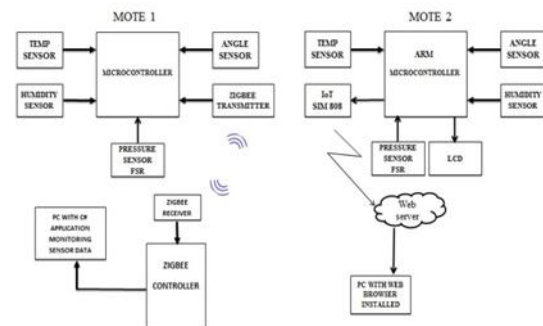 MOTE 1
TEMP
SENSOR
MICROCONTROLLER
ANGLE
SENSOR
HUMIDITY
SENSOR
ZIGBEE
TRANSMITTER
PRESSURE
SENSOR
FSR
PC WITH C#
APPLICATION
MONITORING
SENSOR DATA
ZIGBEE
RECEIVER
ZIGBEE
CONTROLLER
MOTE 2
TEMP
SENSOR
ARM
MICROCONTROLLER
ANGLE
SENSOR
IoT
SIM 808
HUMIDITY
SENSOR
PRESSURE
SENSOR
FSR
LCD
Web
server
PC WITH WEB
BROWSER
INSTALLED